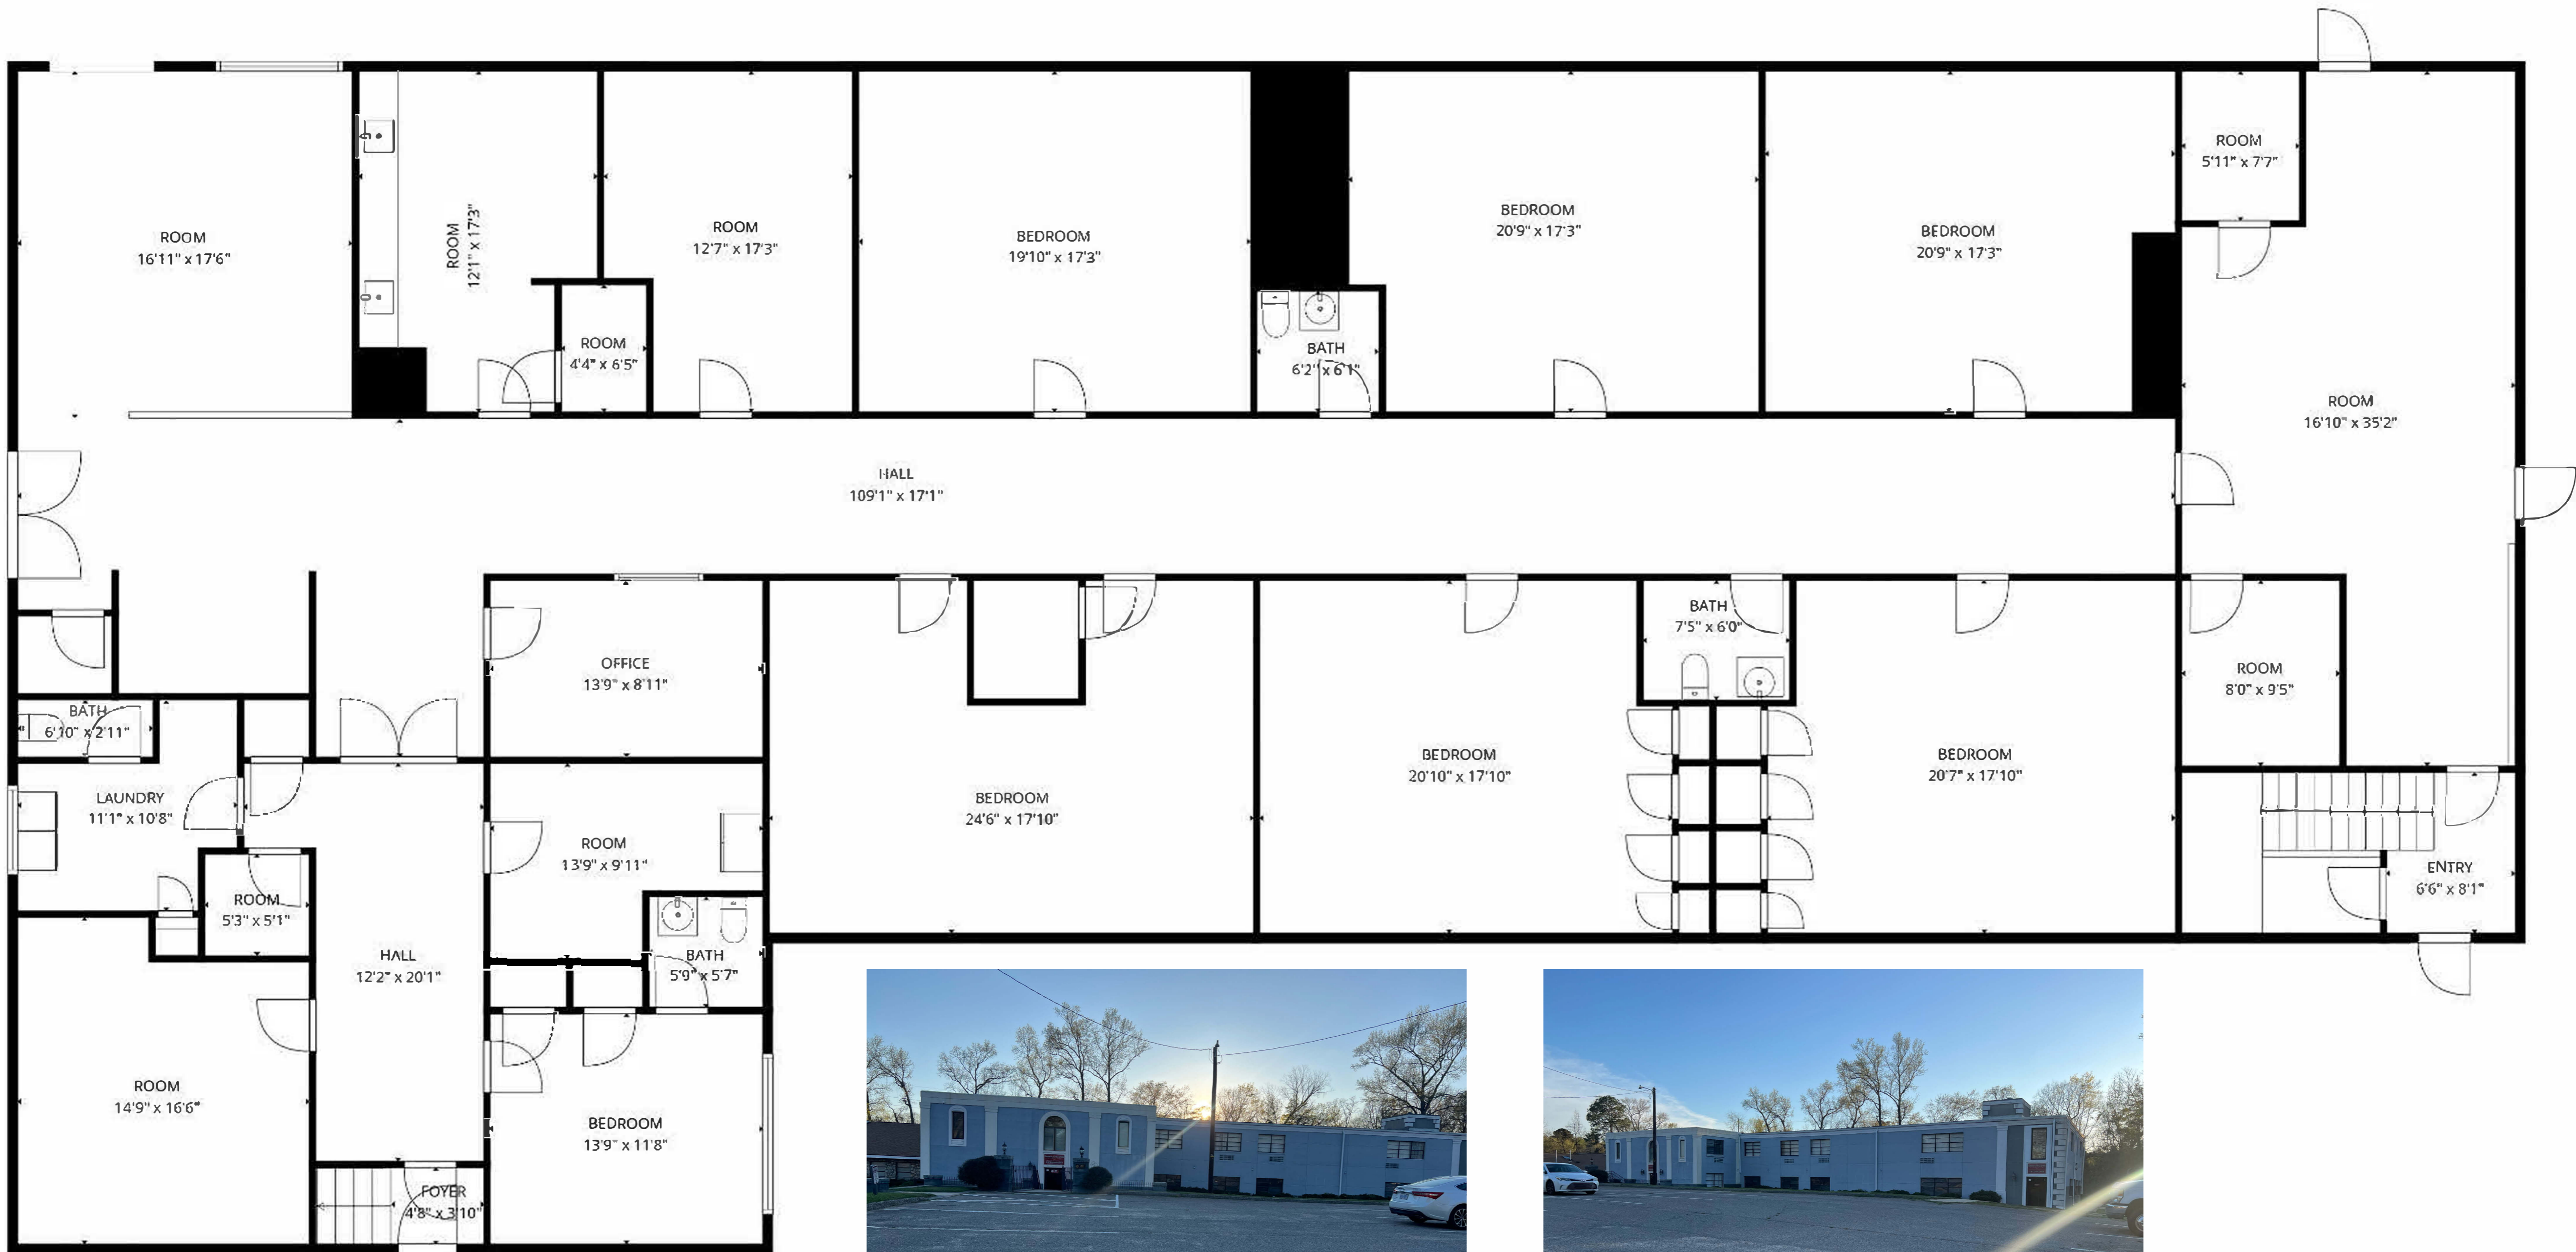 ROOM
16'11" x 17'6"
ROOM
12'1" x 17'3"
ROOM
4'4" x 6'5"
ROOM
12'7" x 17'3"
BEDROOM
19'10" x 17'3"
BATH
6'2" x 6'1"
BEDROOM
20'9" x 17'3"
BEDROOM
20'9" x 17'3"
ROOM
5'11" x 7'7"
ROOM
16'10" x 35'2"
HALL
109'1" x 17'1"
OFFICE
13'9" x 8'11"
BATH
7'5" x 6'0"
ROOM
8'0" x 9'5"
BATH
6'10" x 2'11"
LAUNDRY
11'1" x 10'8"
ROOM
13'9" x 9'11"
BEDROOM
24'6" x 17'10"
BEDROOM
20'10" x 17'10"
BEDROOM
20'7" x 17'10"
ENTRY
6'6" x 8'1"
ROOM
5'3" x 5'1"
HALL
12'2" x 20'1"
BATH
5'9" x 5'7"
ROOM
14'9" x 16'6"
BEDROOM
13'9" x 11'8"
FOYER
4'8" x 3'10"